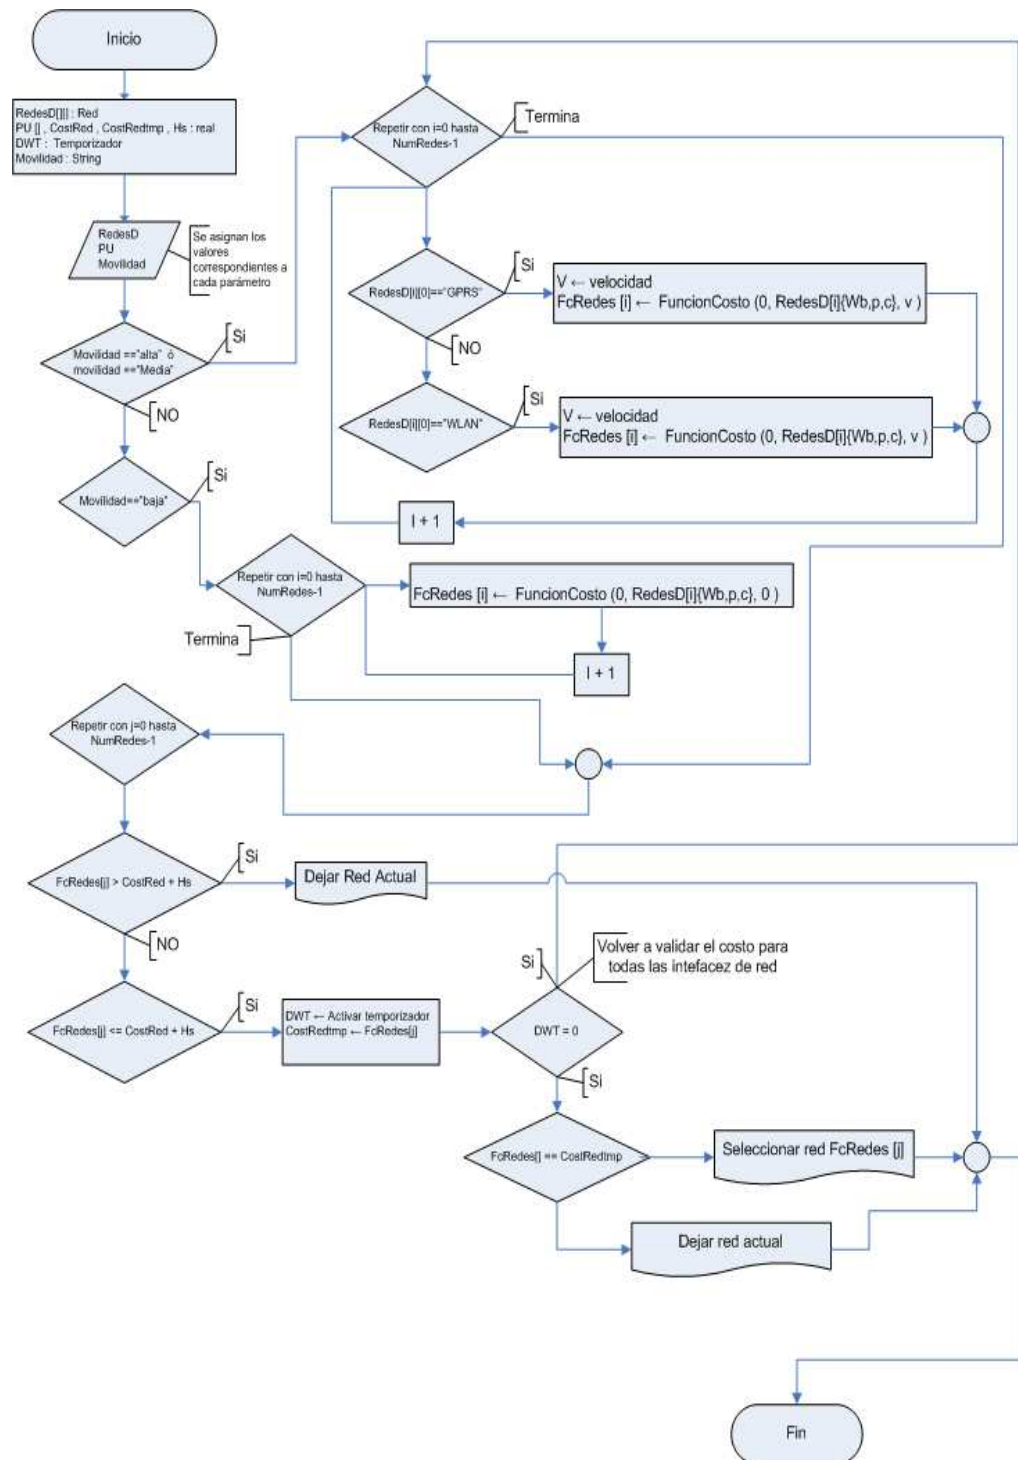 Inicio
RedesD[]|| : Red
PU [] , CostRed , CostRedtmp , Hs : real
DWT : Temporizador
Movilidad : String
RedesD
PU
Movilidad
Se asignan los
valores
correspondientes a
cada parámetro
Movilidad =="alta" ó
movilidad =="Media"
Si
NO
Movilidad=="baja"
Si
Repetir con i=0 hasta
NumRedes-1
Termina
RedesD[i][0]=="GPRS"
Si
V ← velocidad
FcRedes [i] ← FuncionCosto (0, RedesD[i]{Wb,p,c}, v )
NO
RedesD[i][0]=="WLAN"
Si
V ← velocidad
FcRedes [i] ← FuncionCosto (0, RedesD[i]{Wb,p,c}, v )
I + 1
Repetir con i=0 hasta
NumRedes-1
Termina
FcRedes [i] ← FuncionCosto (0, RedesD[i]{Wb,p,c}, 0 )
I + 1
Repetir con j=0 hasta
NumRedes-1
FcRedes[j] > CostRed + Hs
Si
Dejar Red Actual
NO
FcRedes[j] <= CostRed + Hs
Si
DWT ← Activar temporizador
CostRedtmp ← FcRedes[j]
Si
Volver a validar el costo para
todas las intefacez de red
DWT = 0
Si
FcRedes[] == CostRedtmp
Seleccionar red FcRedes [j]
Dejar red actual
Fin